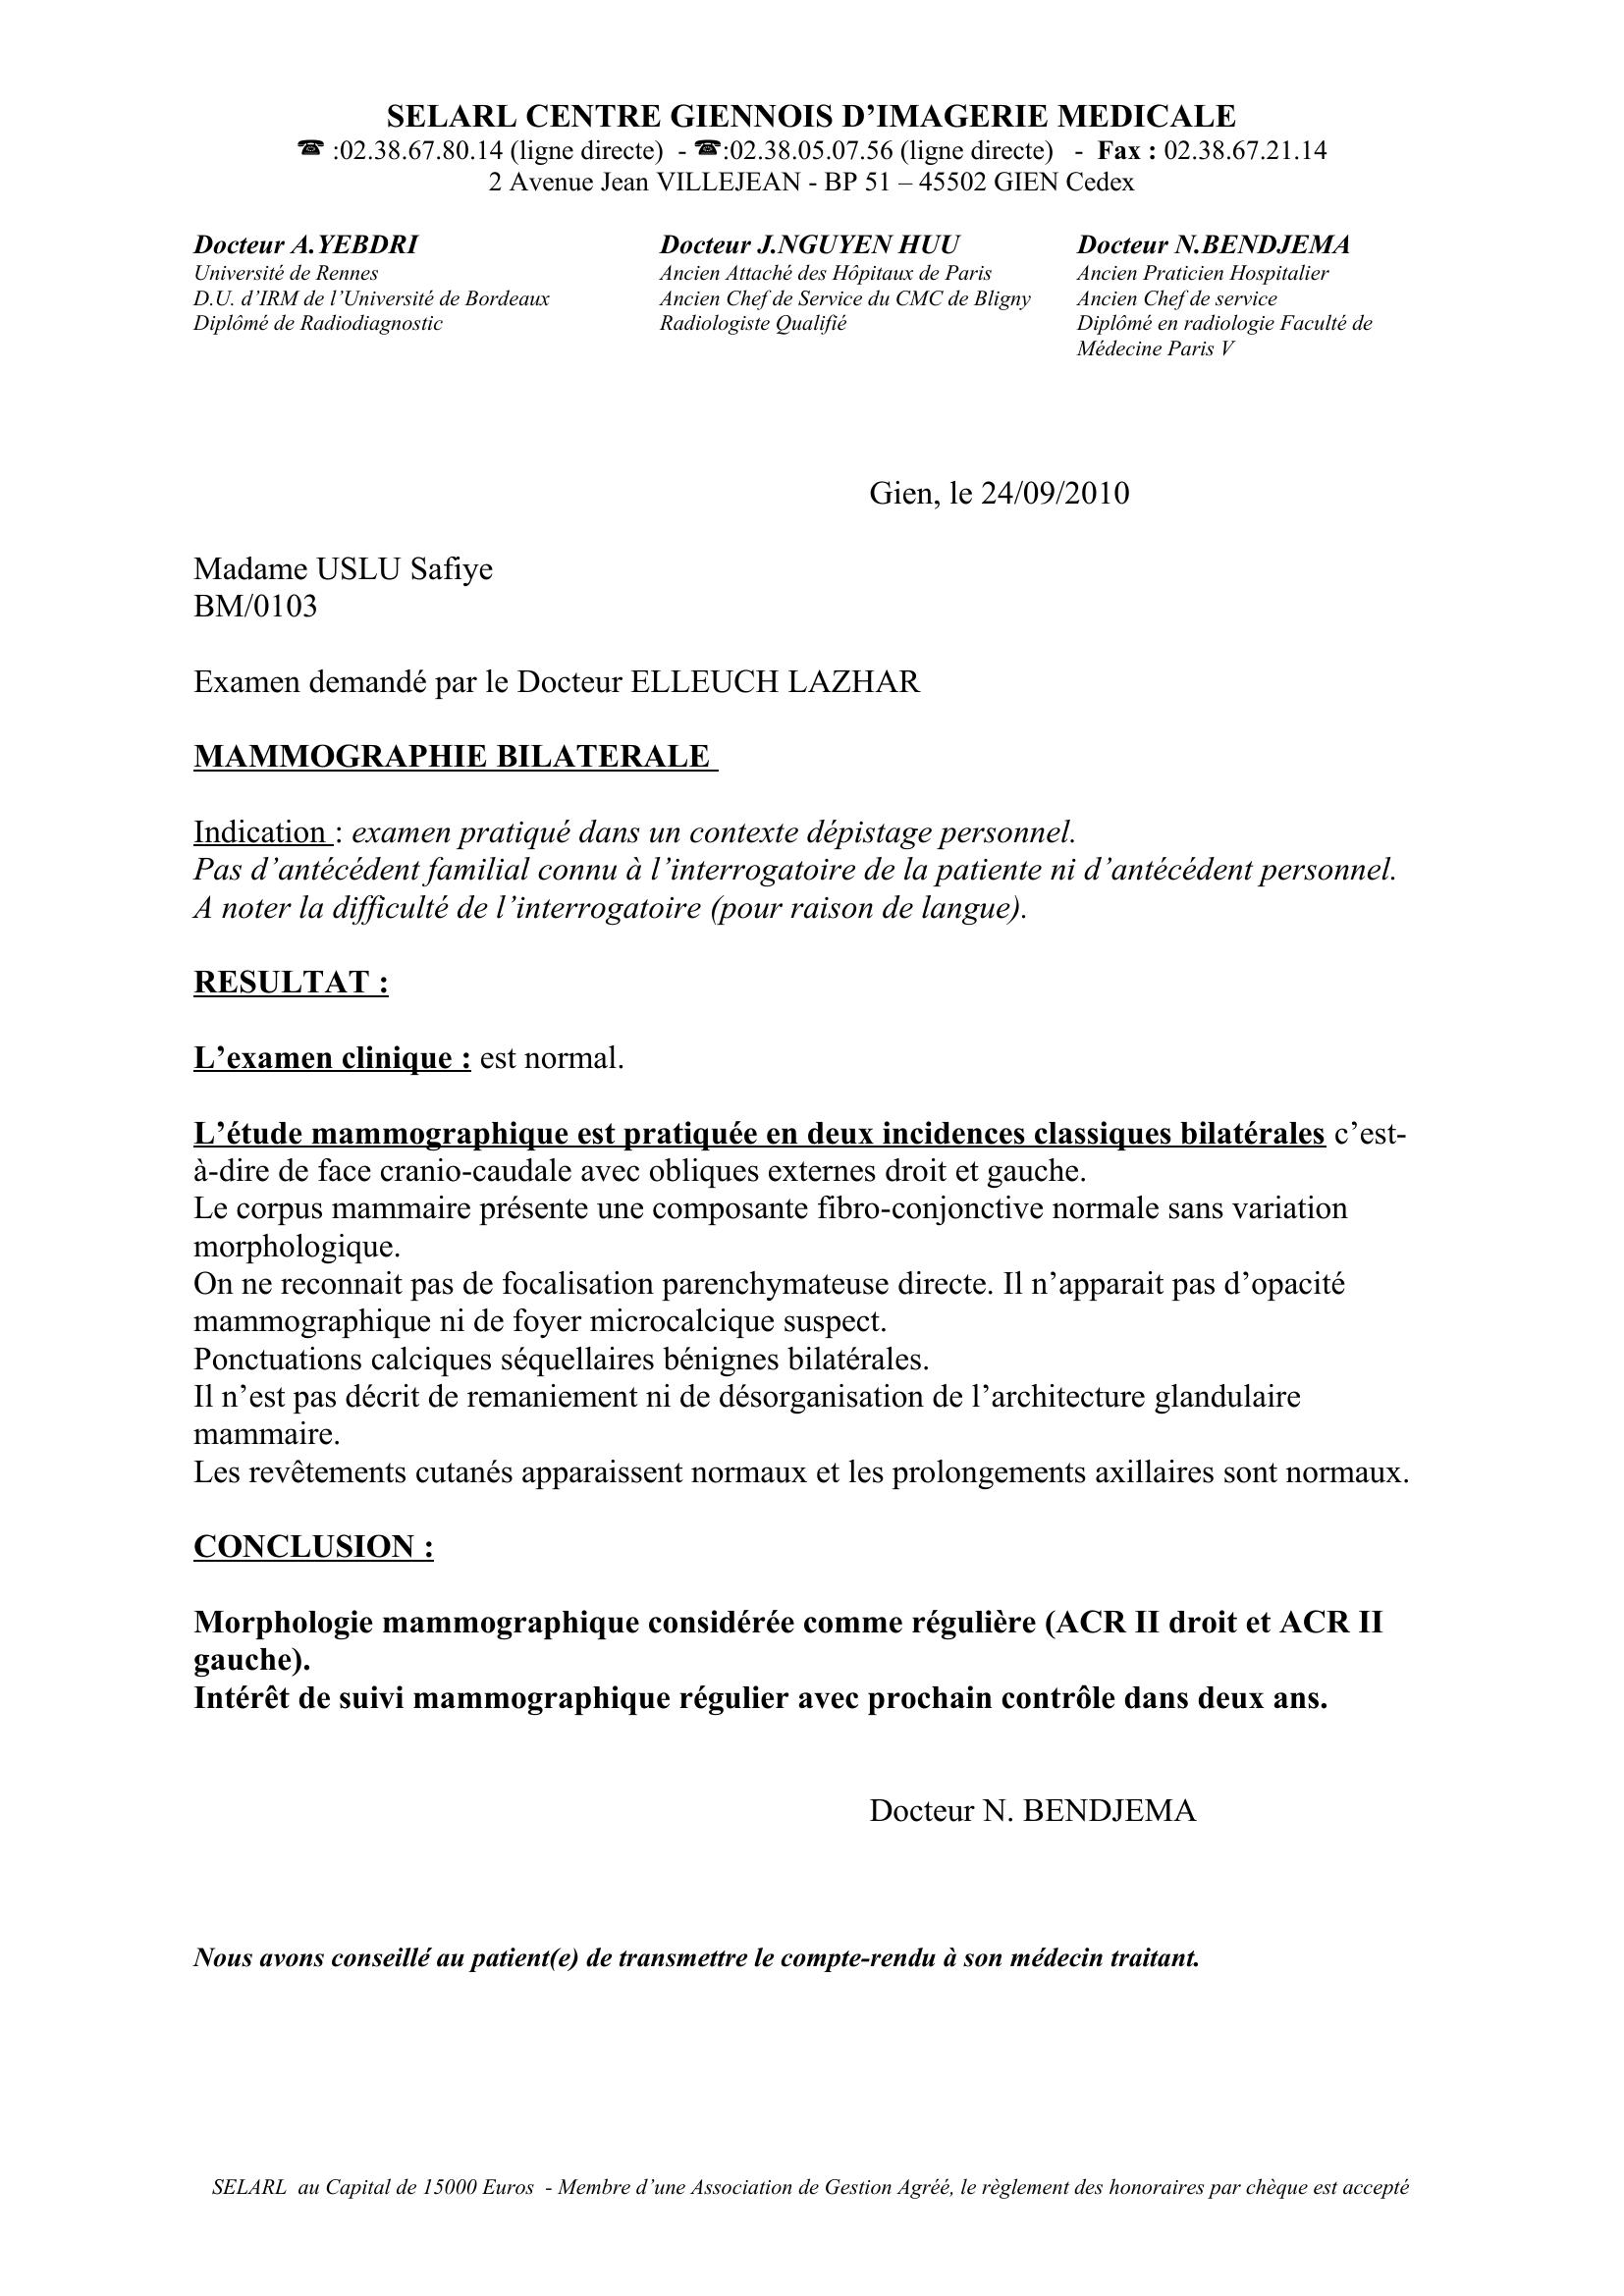 SELARL CENTRE GIENNOIS D’IMAGERIE MEDICALE
☎ :02.38.67.80.14 (ligne directe) - ☎:02.38.05.07.56 (ligne directe) - Fax : 02.38.67.21.14
2 Avenue Jean VILLEJEAN - BP 51 – 45502 GIEN Cedex
Docteur A.YEBDRI
Université de Rennes
D.U. d’IRM de l’Université de Bordeaux
Diplômé de Radiodiagnostic
Docteur J.NGUYEN HUU
Ancien Attaché des Hôpitaux de Paris
Ancien Chef de Service du CMC de Bligny
Radiologiste Qualifié
Docteur N.BENDJEMA
Ancien Praticien Hospitalier
Ancien Chef de service
Diplômé en radiologie Faculté de
Médecine Paris V
Gien, le 24/09/2010
Madame USLU Safiye
BM/0103
Examen demandé par le Docteur ELLEUCH LAZHAR
MAMMOGRAPHIE BILATERALE
Indication : examen pratiqué dans un contexte dépistage personnel.
Pas d’antécédent familial connu à l’interrogatoire de la patiente ni d’antécédent personnel.
A noter la difficulté de l’interrogatoire (pour raison de langue).
RESULTAT :
L’examen clinique : est normal.
L’étude mammographique est pratiquée en deux incidences classiques bilatérales c’est-
à-dire de face cranio-caudale avec obliques externes droit et gauche.
Le corpus mammaire présente une composante fibro-conjonctive normale sans variation
morphologique.
On ne reconnait pas de focalisation parenchymateuse directe. Il n’apparait pas d’opacité
mammographique ni de foyer microcalcique suspect.
Ponctuations calciques séquellaires bénignes bilatérales.
Il n’est pas décrit de remaniement ni de désorganisation de l’architecture glandulaire
mammaire.
Les revêtements cutanés apparaissent normaux et les prolongements axillaires sont normaux.
CONCLUSION :
Morphologie mammographique considérée comme régulière (ACR II droit et ACR II
gauche).
Intérêt de suivi mammographique régulier avec prochain contrôle dans deux ans.
Docteur N. BENDJEMA
Nous avons conseillé au patient(e) de transmettre le compte-rendu à son médecin traitant.
SELARL au Capital de 15000 Euros - Membre d’une Association de Gestion Agréé, le règlement des honoraires par chèque est accepté